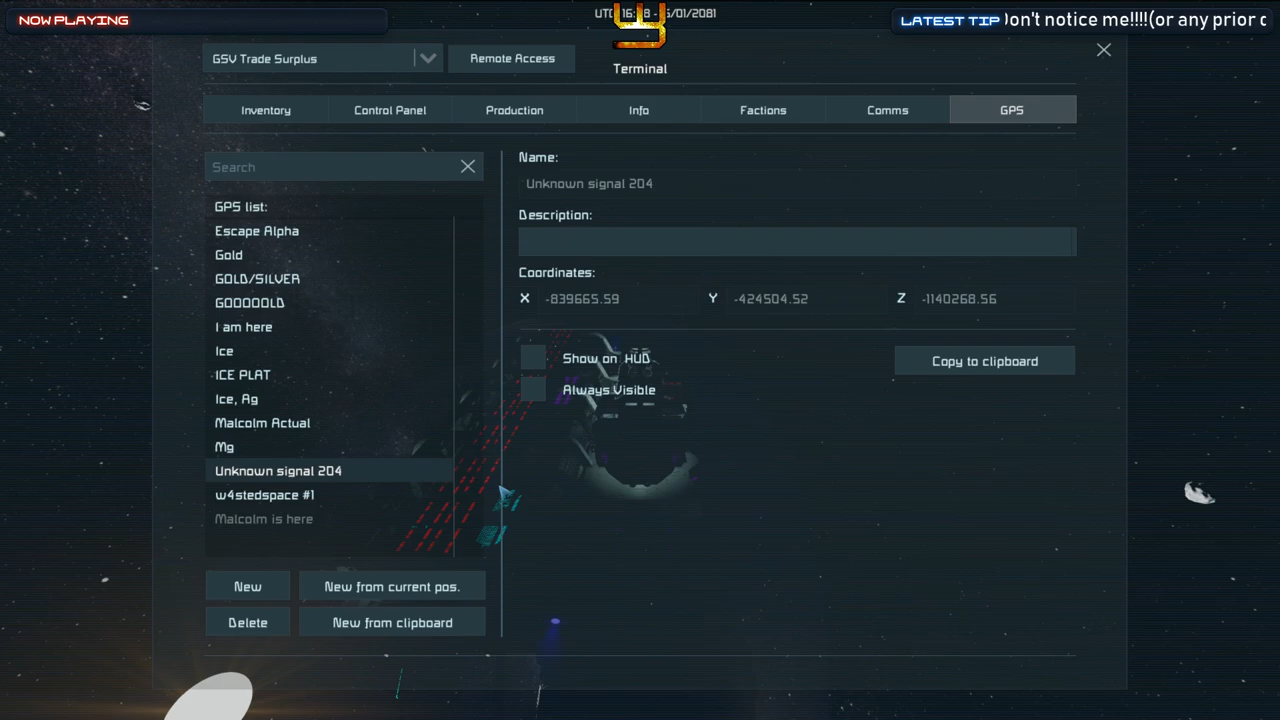 NOW PLAYING
LATEST TIP
on't notice me!!!!(or any prior
GSV Trade Surplus
Remote Access
Terminal
Inventory
Control Panel
Production
Info
Factions
Comms
GPS
Search
GPS list:
Escape Alpha
Gold
GOLD/SILVER
GOOOOOLD
I am here
Ice
ICE PLAT
Ice, Ag
Malcolm Actual
Mg
Unknown signal 204
w4stedspace #1
Malcolm is here
New
New from current pos.
Delete
New from clipboard
Name:
Unknown signal 204
Description:
Coordinates:
X -839665.59 Y -424504.52 Z -1140268.56
Show on HUD
Always Visible
Copy to clipboard